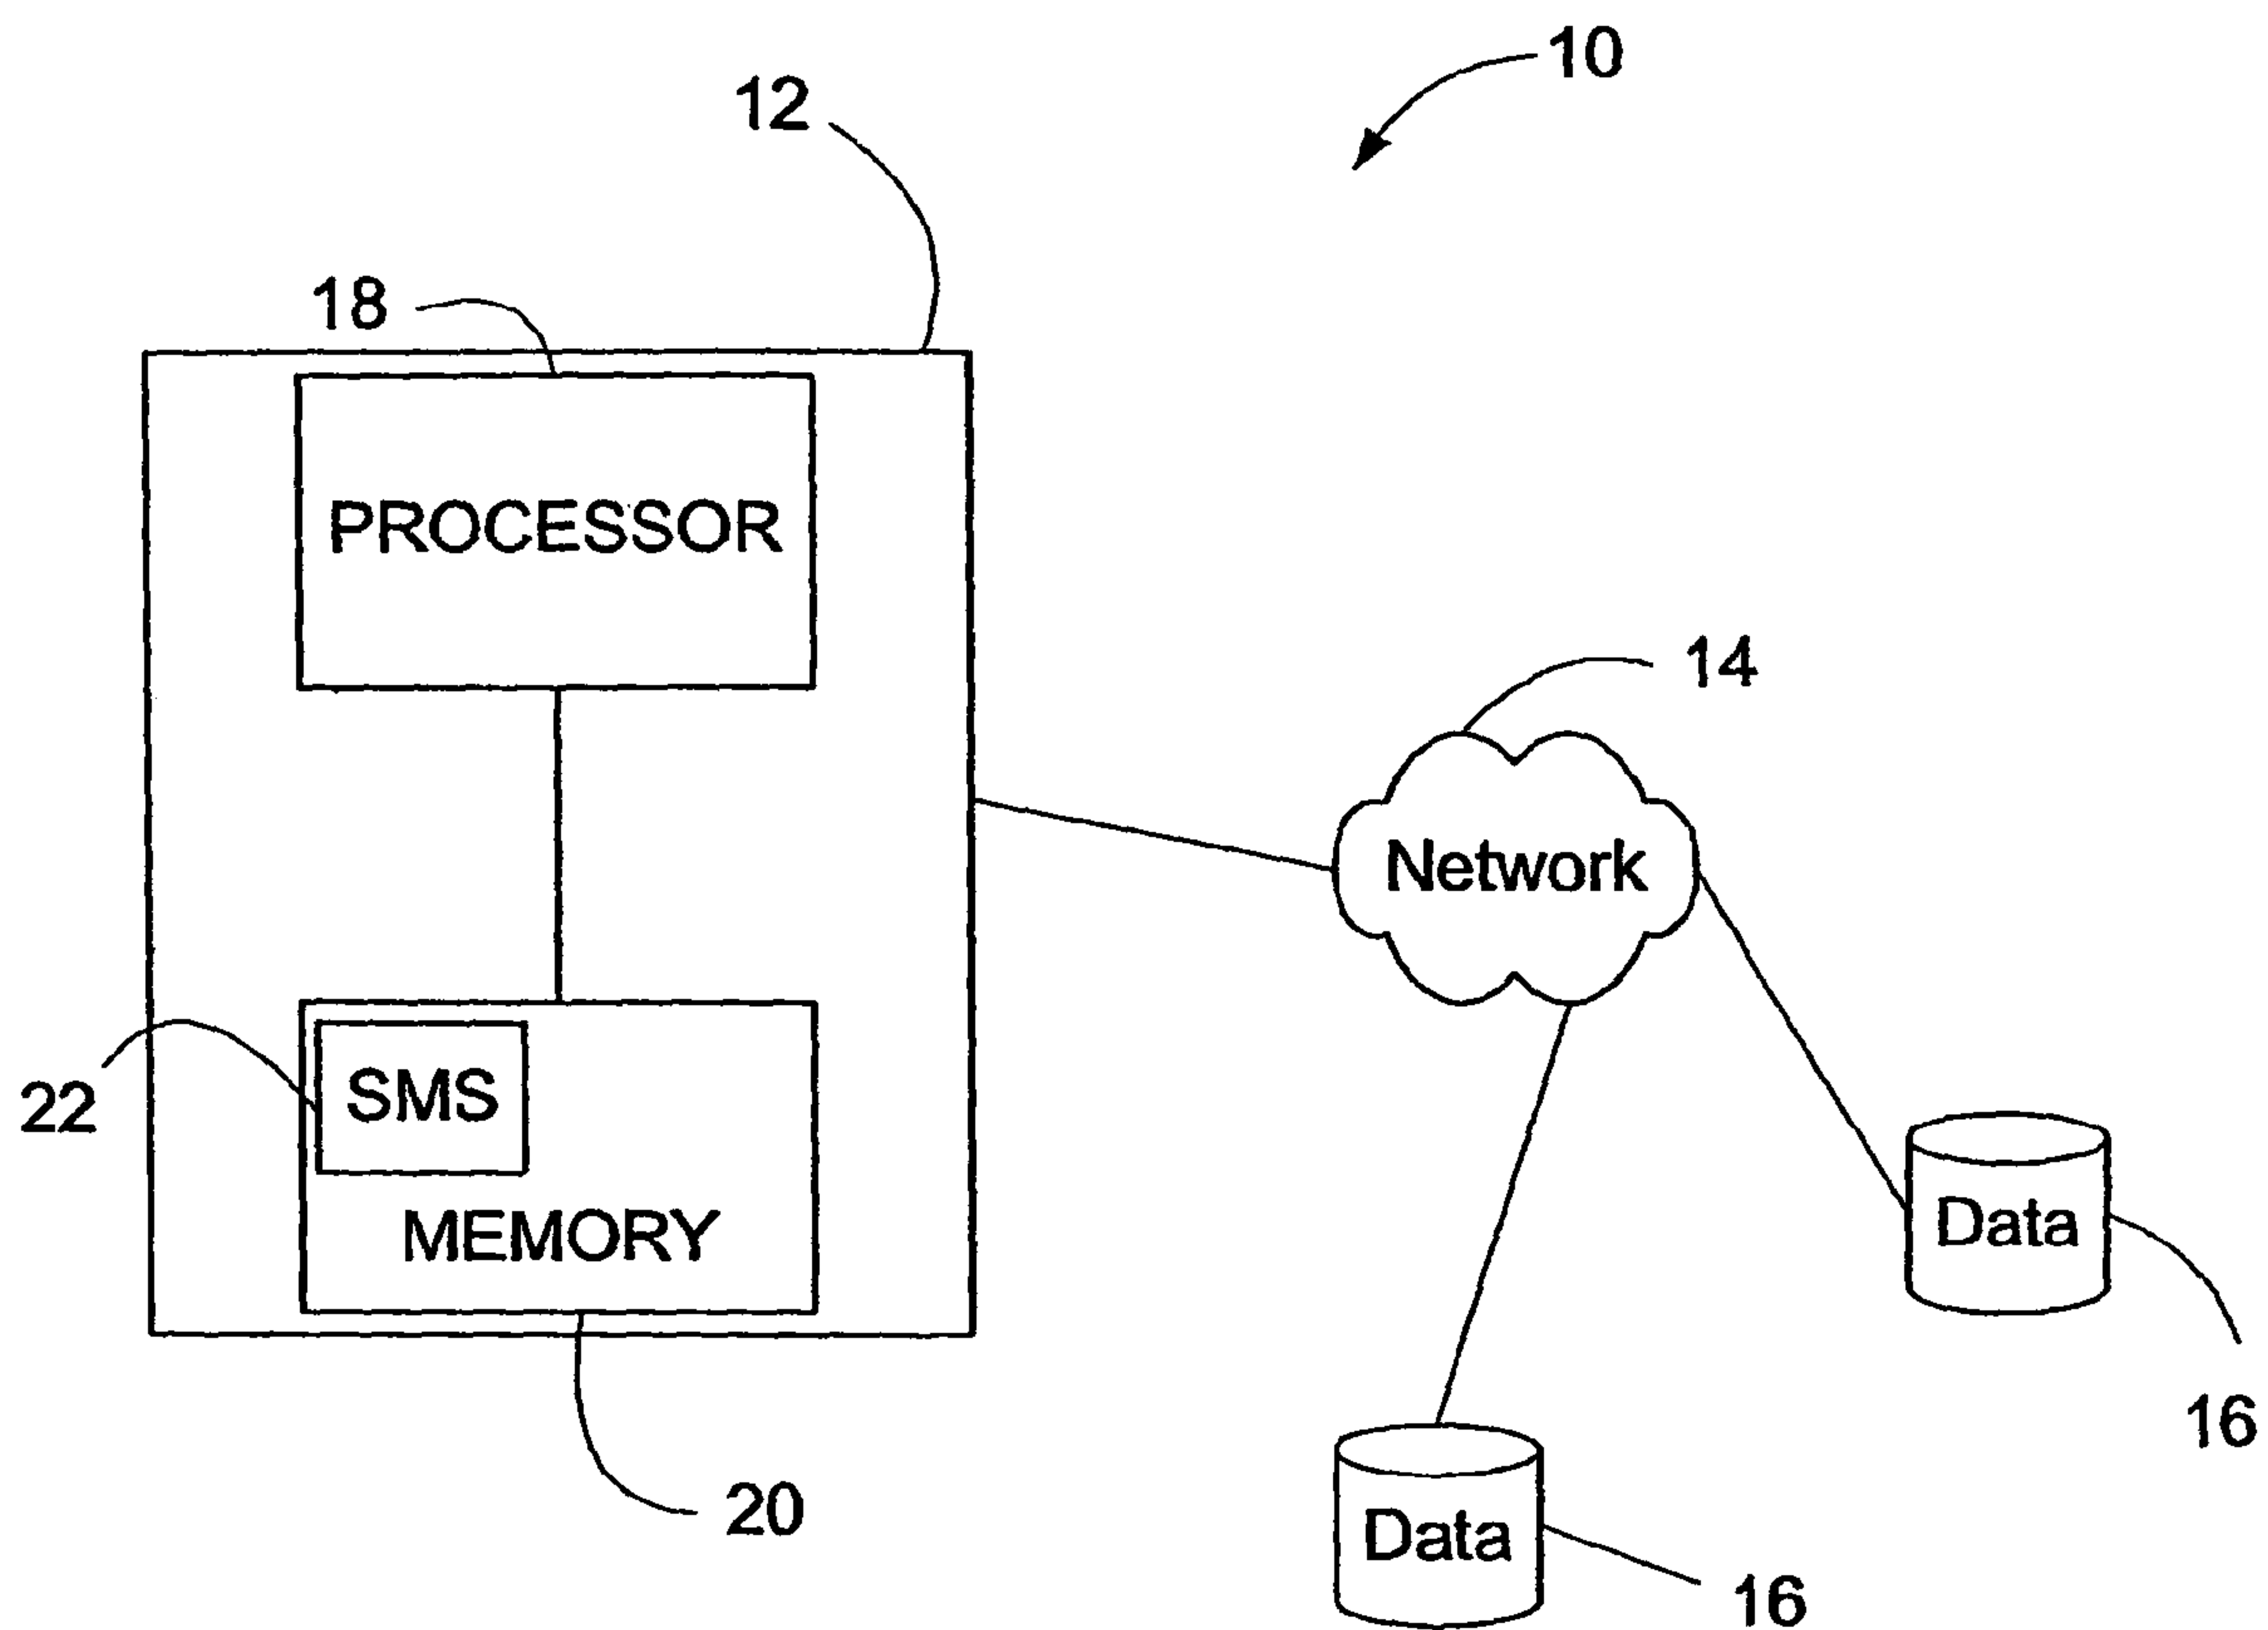 10
12
18
PROCESSOR
14
Network
22
SMS
MEMORY
Data
16
20
Data
16